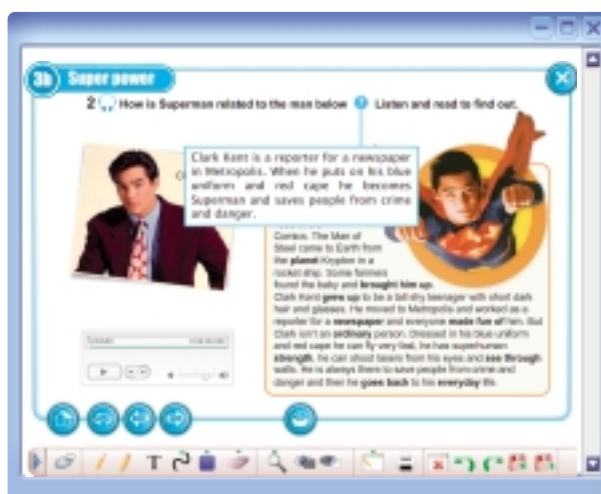 3b Super power
2 How is Superman related to the man below ? Listen and read to find out.
Clark Kent is a reporter for a newspaper
in Metropolis. When he puts on his blue
uniform and red cape he becomes
Superman and saves people from crime
and danger.
Comics. The Man of
Steel came to Earth from
the planet Krypton in a
rocket ship. Some farmers
found the baby and brought him up.
Clark Kent grew up to be a shy teenager with short dark
hair and glasses. He moved to Metropolis and worked as a
reporter for a newspaper and everyone made fun of him. But
Clark isn't an ordinary person. Dressed in his blue uniform
and red cape he can fly very fast, he has superhuman
strength, he can shoot lasers from his eyes and see through
walls. He is always there to save people from crime and
danger and then he goes back to his everyday life.
T